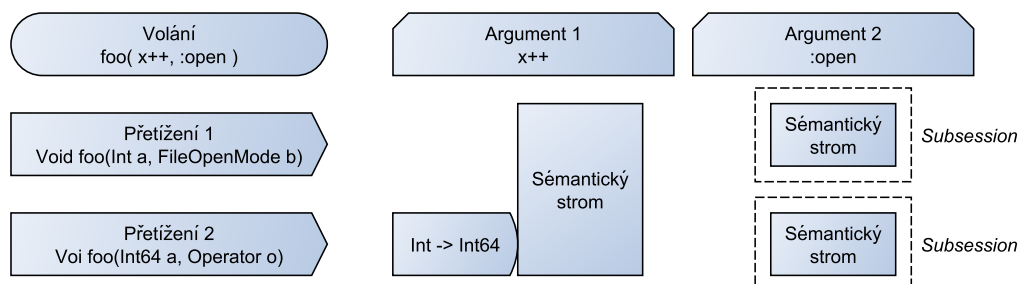 Volání
foo( x++, :open )
Argument 1
x++
Argument 2
:open
Přetížení 1
Void foo(Int a, FileOpenMode b)
Sémantický
strom
Sémantický
strom
Subsession
Přetížení 2
Voi foo(Int64 a, Operator o)
Int -> Int64
Sémantický
strom
Subsession